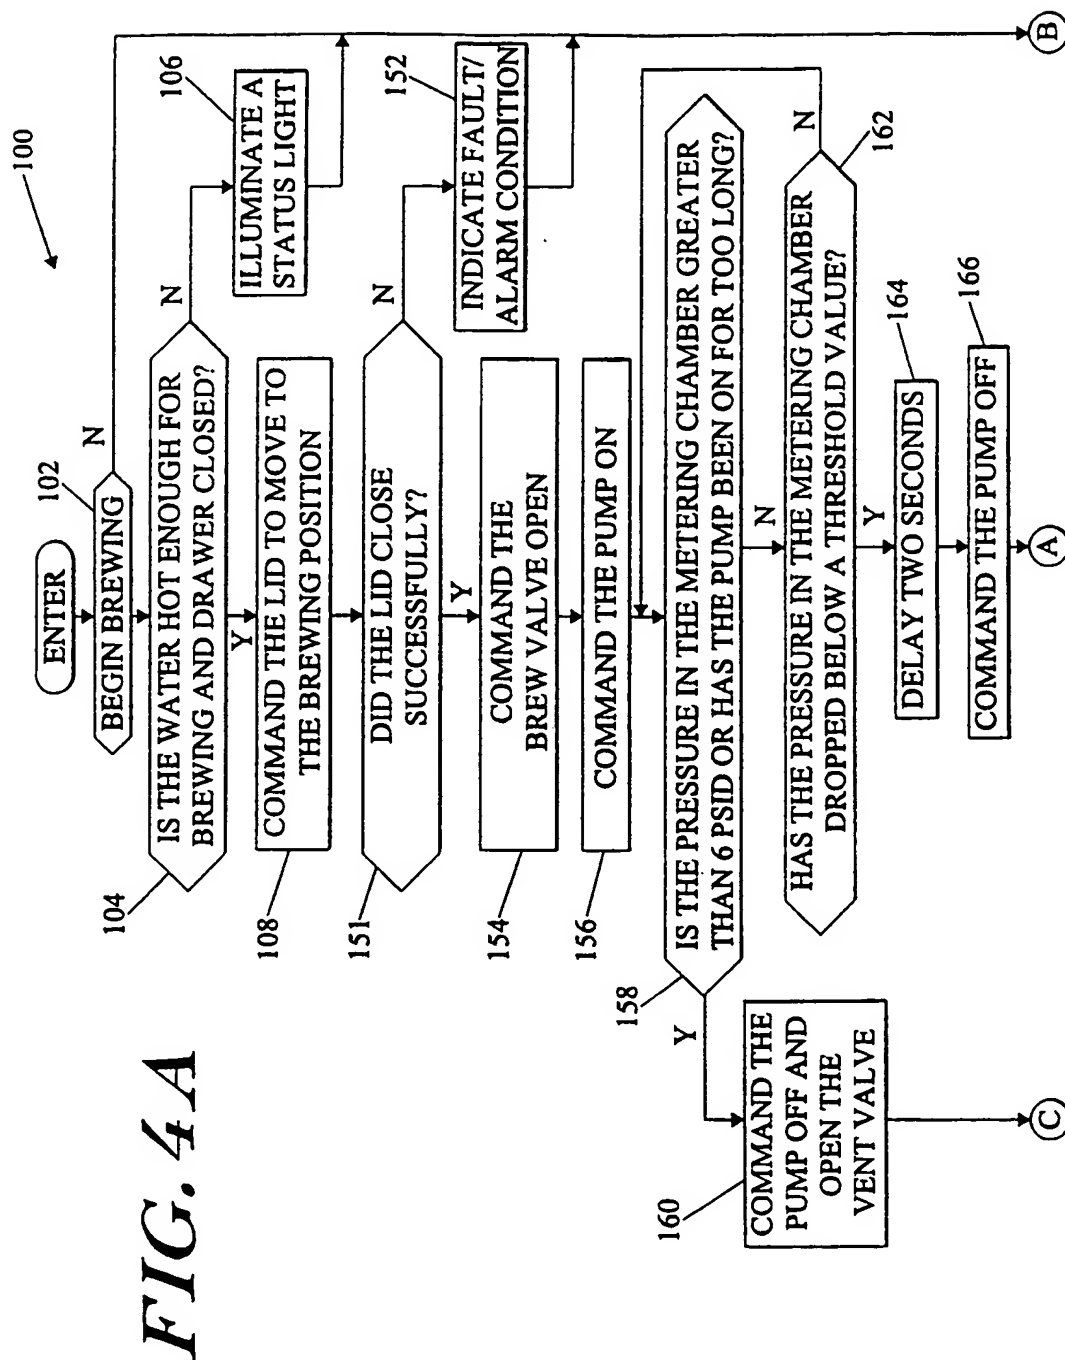 FIG. 4A
100
ENTER
102
BEGIN BREWING
N
104
IS THE WATER HOT ENOUGH FOR
BREWING AND DRAWER CLOSED?
N
Y
106
ILLUMINATE A
STATUS LIGHT
108
COMMAND THE LID TO MOVE TO
THE BREWING POSITION
151
DID THE LID CLOSE
SUCCESSFULLY?
N
Y
152
INDICATE FAULT/
ALARM CONDITION
154
COMMAND THE
BREW VALVE OPEN
156
COMMAND THE PUMP ON
158
IS THE PRESSURE IN THE METERING CHAMBER GREATER
THAN 6 PSID OR HAS THE PUMP BEEN ON FOR TOO LONG?
Y
N
160
COMMAND THE
PUMP OFF AND
OPEN THE
VENT VALVE
162
HAS THE PRESSURE IN THE METERING CHAMBER
DROPPED BELOW A THRESHOLD VALUE?
N
Y
164
DELAY TWO SECONDS
166
COMMAND THE PUMP OFF
C
A
B